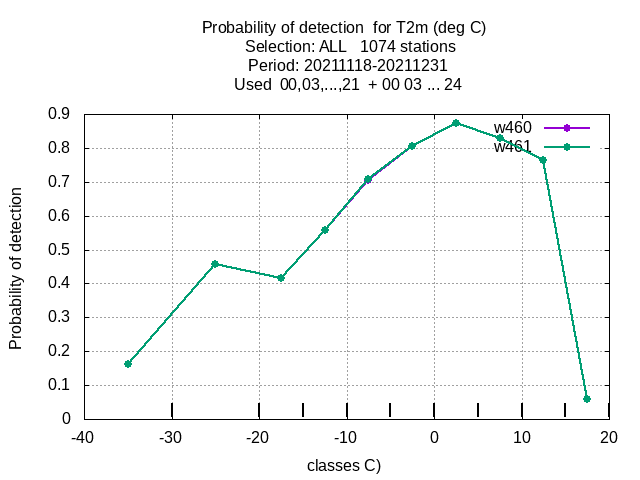 Probability of detection  for T2m (deg C)
Selection: ALL   1074 stations
Period: 20211118-20211231
Used  00,03,...,21  + 00 03 ... 24
w460
w461
0.9
0.8
0.7
0.6
0.5
0.4
0.3
0.2
0.1
0
Probability of detection
-40 -30 -20 -10 0 10 20
classes C)